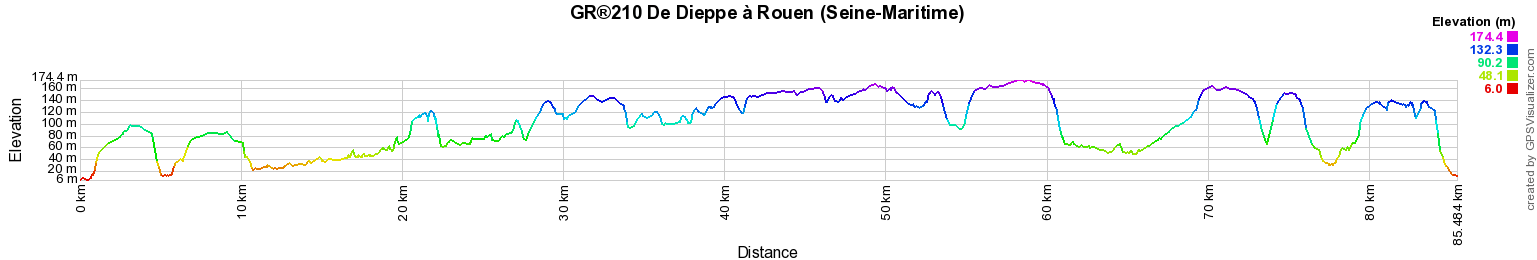 GR®210 De Dieppe à Rouen (Seine-Maritime)
Elevation (m)
174.4
132.3
90.2
48.1
6.0
174.4 m
160 m
140 m
120 m
100 m
80 m
60 m
40 m
20 m
6 m
Elevation
0 km
10 km
20 km
30 km
40 km
50 km
60 km
70 km
80 km
85.484 km
Distance
created by GPSVisualizer.com